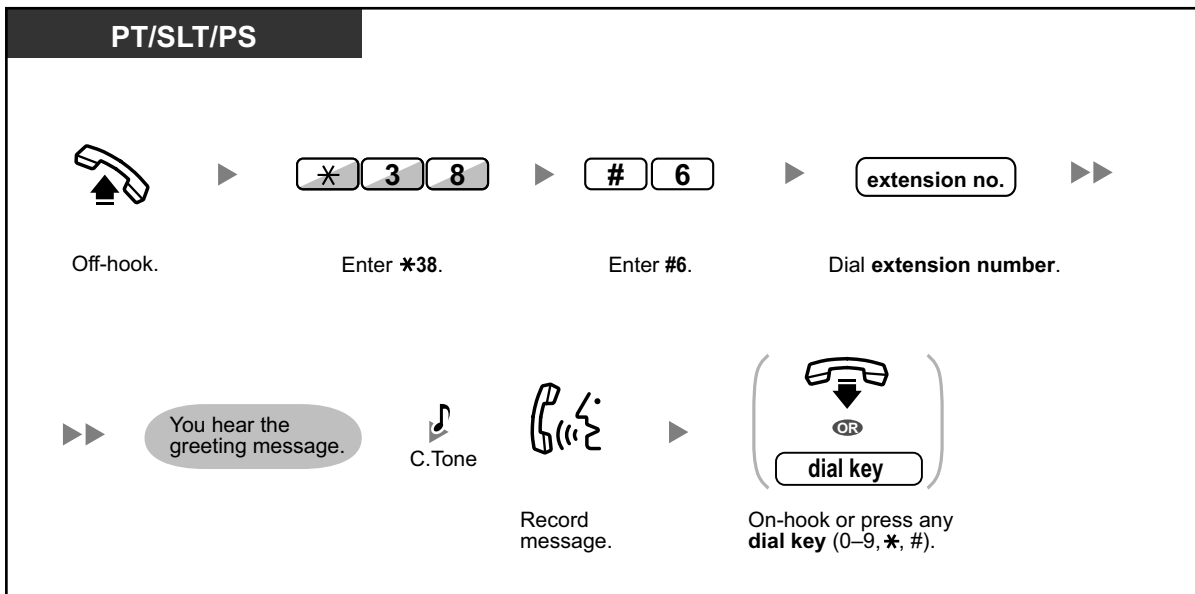 PT/SLT/PS
✳ 3 8
# 6
extension no.
Off-hook.
Enter ✳38.
Enter #6.
Dial extension number.
You hear the
greeting message.
C.Tone
OR
dial key
Record
message.
On-hook or press any
dial key (0–9, ✳, #).